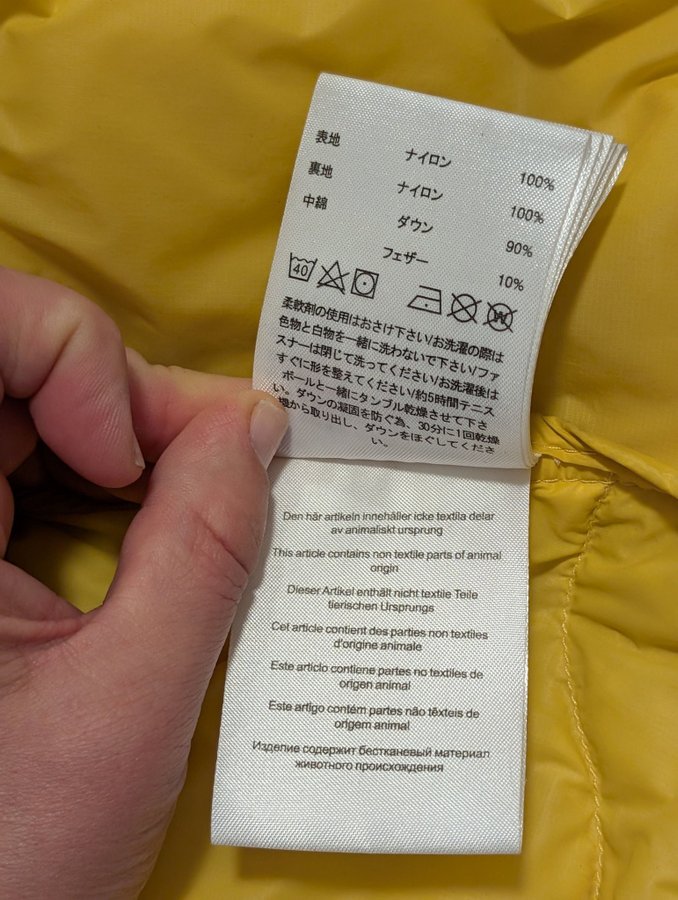 表地 ナイロン 100%
裏地 ナイロン 100%
中綿 ダウン 90%
フェザー 10%
40 W
柔軟剤の使用はおさけ下さい/お洗濯の際は
色物と白物を一緒に洗わないで下さい/ファ
スナーは閉じて洗ってください/お洗濯後は
すぐに形を整えてください/約5時間テニス
ボールと一緒にタンブル乾燥させて下さ
い。ダウンの凝固を防ぐ為、30分に1回乾燥
機から取り出し、ダウンをほぐしてくださ
い。
Den här artikeln innehåller icke textila delar
av animaliskt ursprung
This article contains non textile parts of animal
origin
Dieser Artikel enthält nicht textile Teile
tierischen Ursprungs
Cet article contient des parties non textiles
d'origine animale
Este articlo contiene partes no textiles de
origen animal
Este artigo contém partes não têxteis de
origem animal
Изделие содержит бестканевый материал
животного происхождения